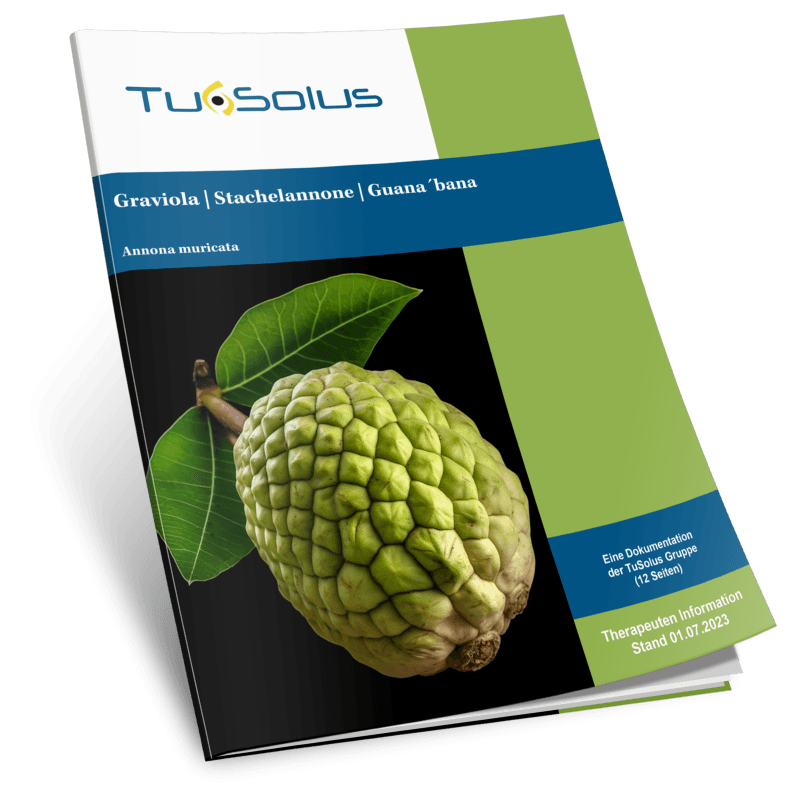 TuSolus
Graviola | Stachelannone | Guana´bana
Annona muricata
Eine Dokumentation
der TuSolus Gruppe
(12 Seiten)
Therapeuten Information
Stand 01.07.2023